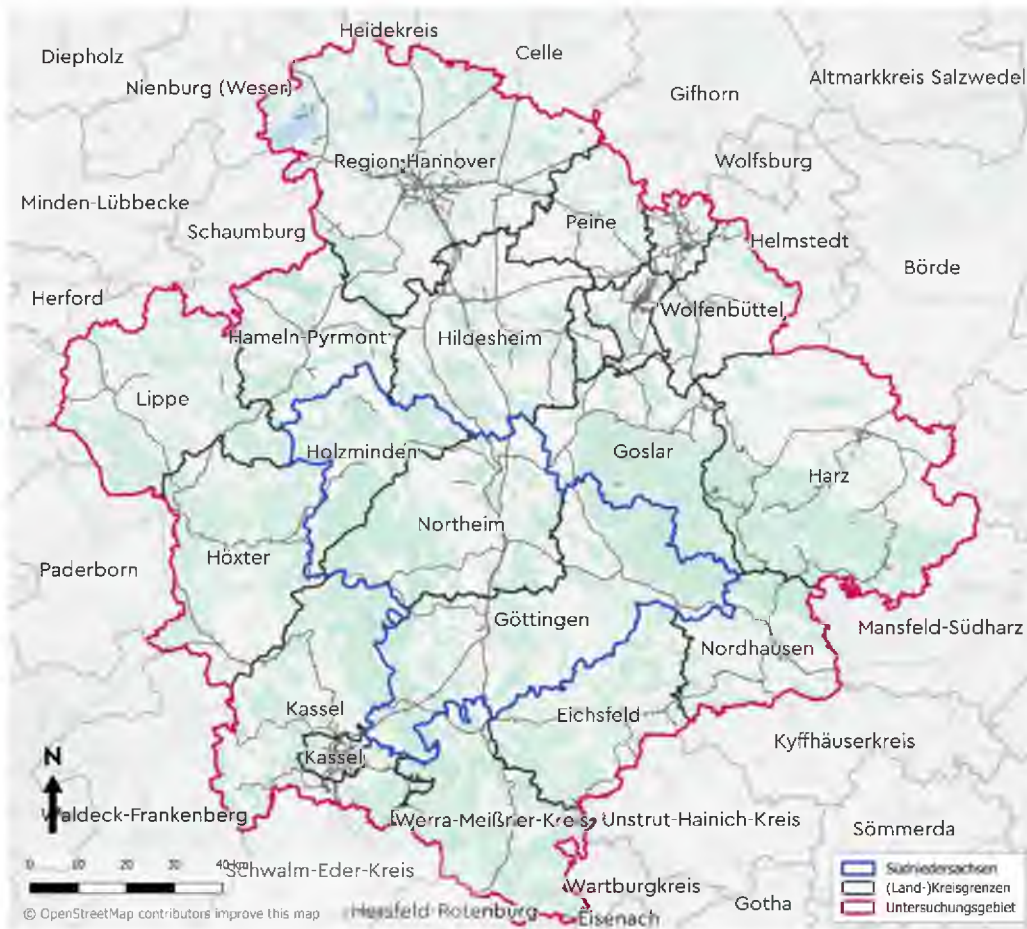 Heidekreis
Diepholz
Celle
Nienburg (Weser)
Gifhorn
Altmarkkreis Salzwedel
Region Hannover
Wolfsburg
Minden-Lübbecke
Schaumburg
Peine
Helmstedt
Börde
Herford
Wolfenbüttel
Hameln-Pyrmont
Hildesheim
Lippe
Holzminden
Goslar
Harz
Northeim
Höxter
Paderborn
Göttingen
Mansfeld-Südharz
Nordhausen
Kassel
Eichsfeld
Kyffhäuserkreis
N
Kassel
Waldeck-Frankenberg
Werra-Meißner-Kreis
Unstrut-Hainich-Kreis
Sömmerda
0 10 20 30 40 km
Schwalm-Eder-Kreis
Südniedersachsen
(Land-)Kreisgrenzen
Untersuchungsgebiet
Wartburgkreis
Gotha
© OpenStreetMap contributors improve this map
Hersfeld-Rotenburg
Eisenach